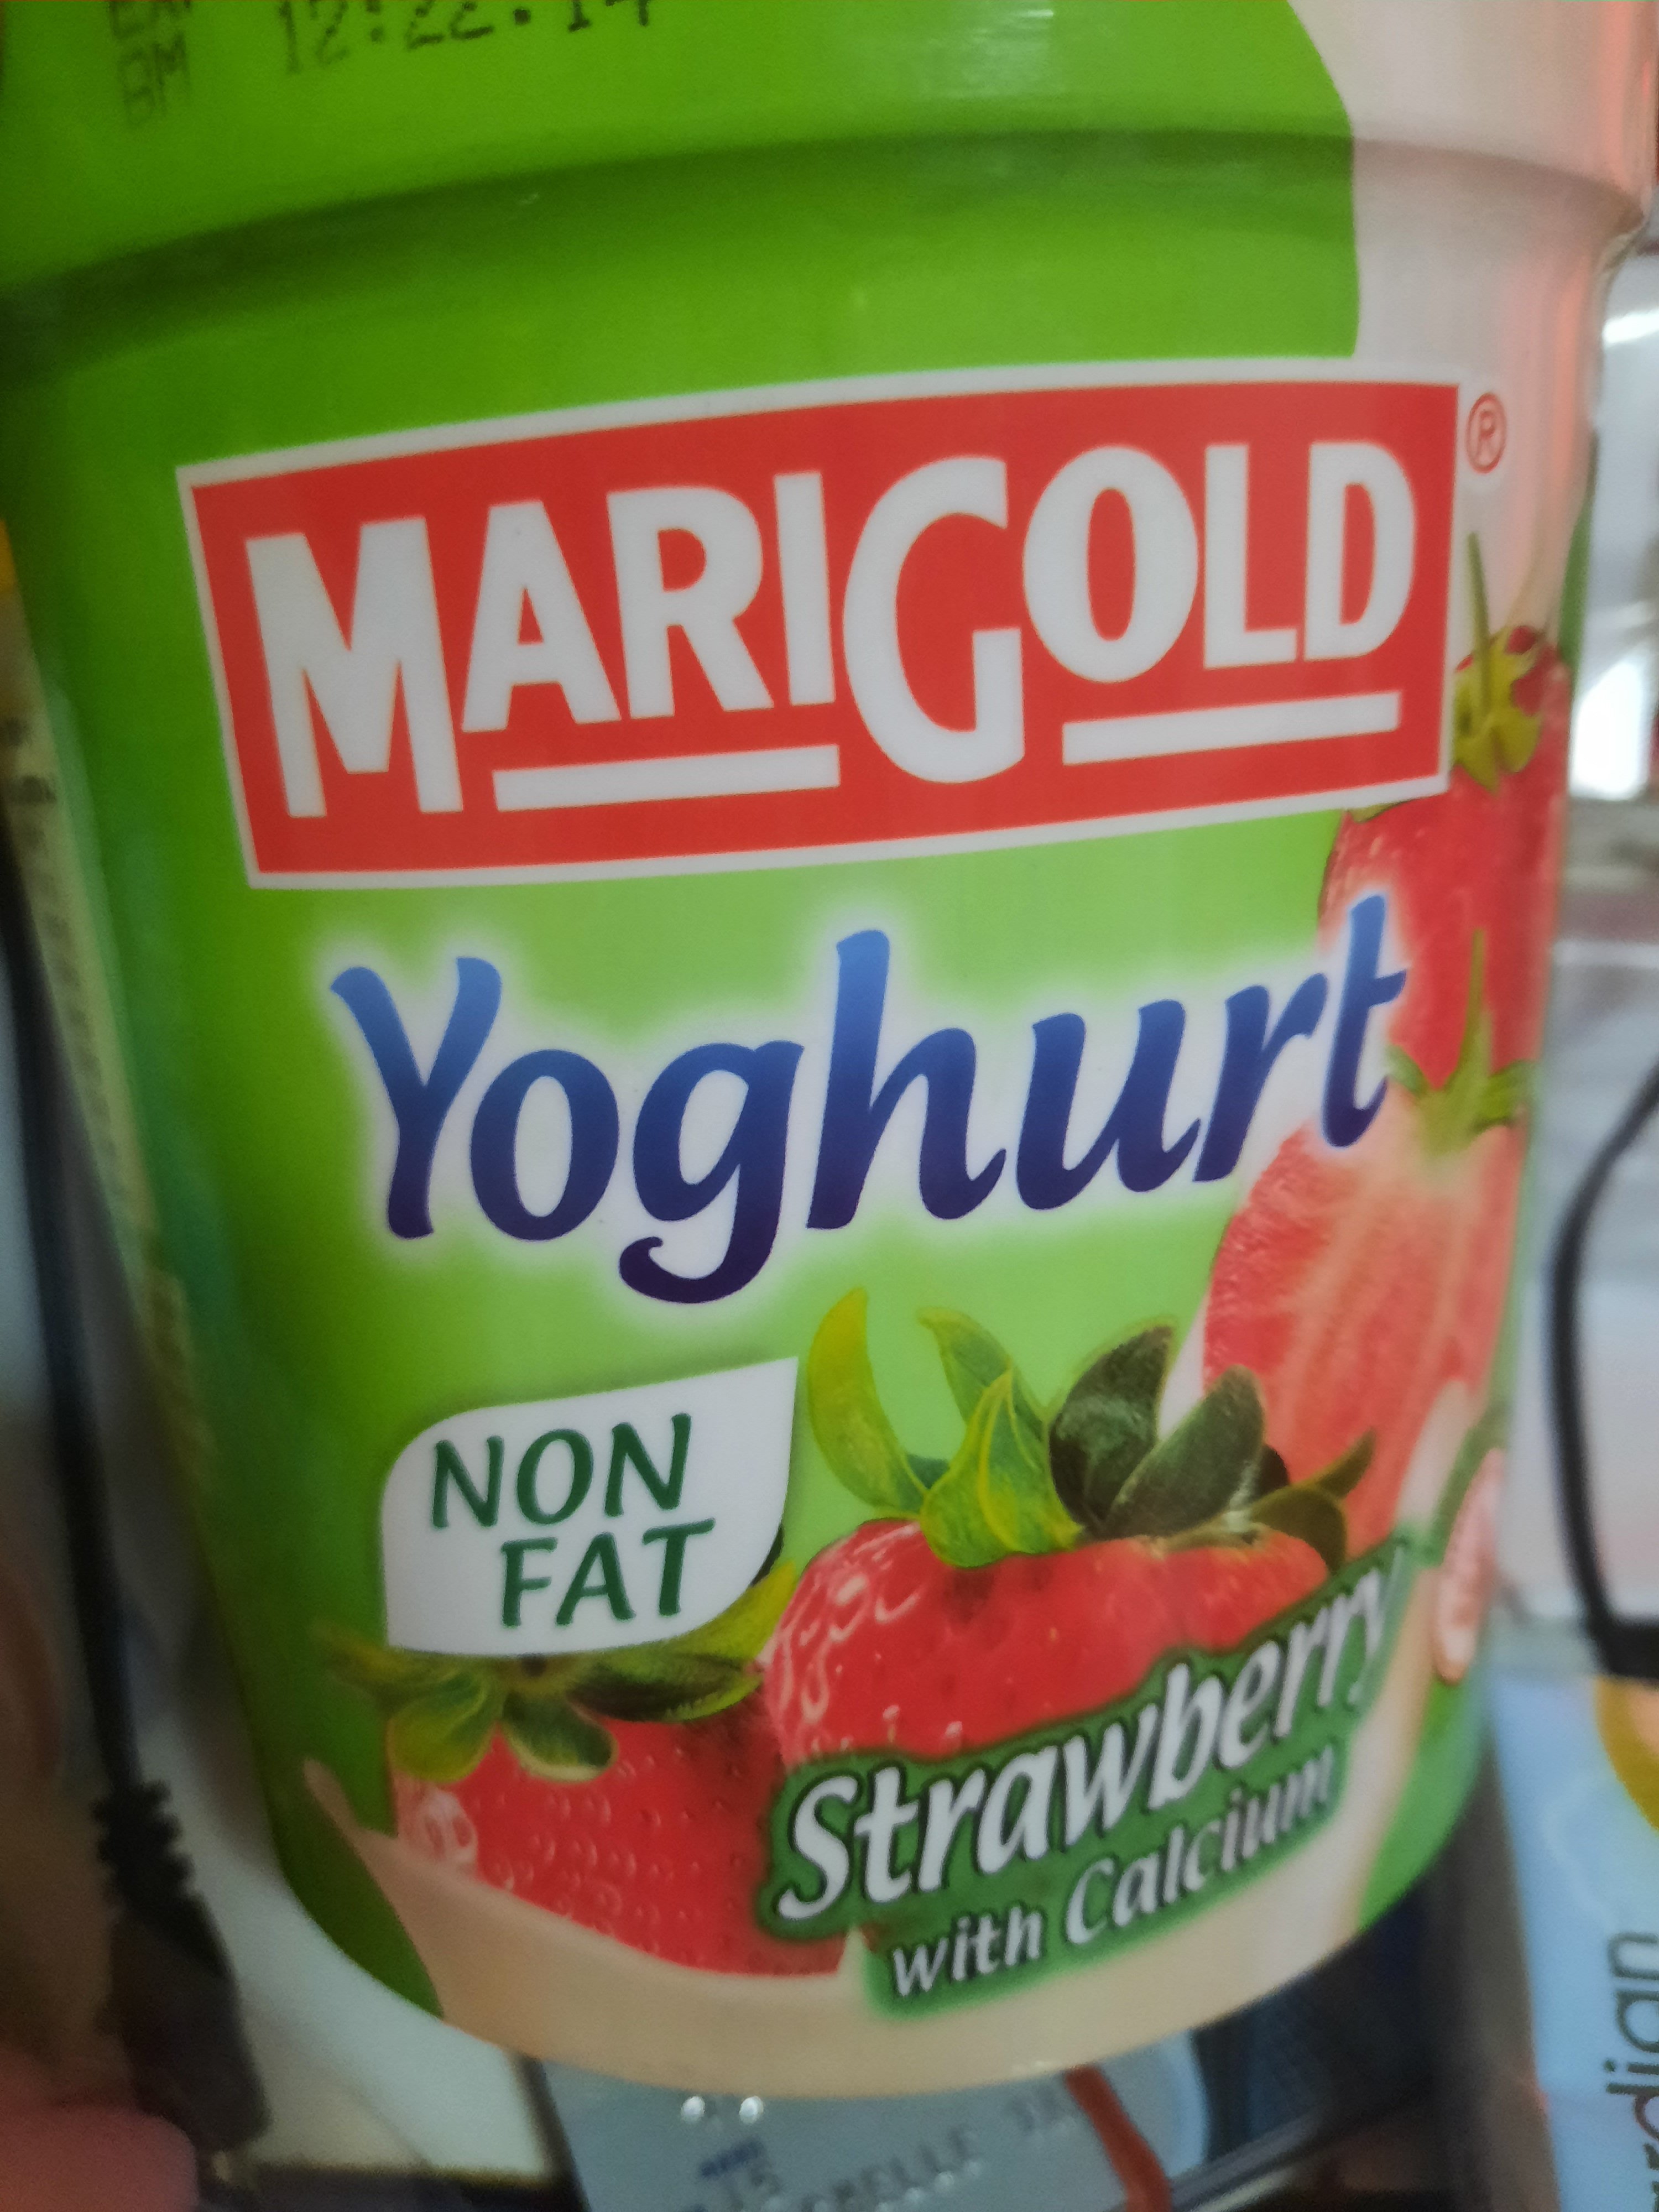 12:22:14
MARIGOLD®
Yoghurt
NON
FAT
Strawberry
with Calcium